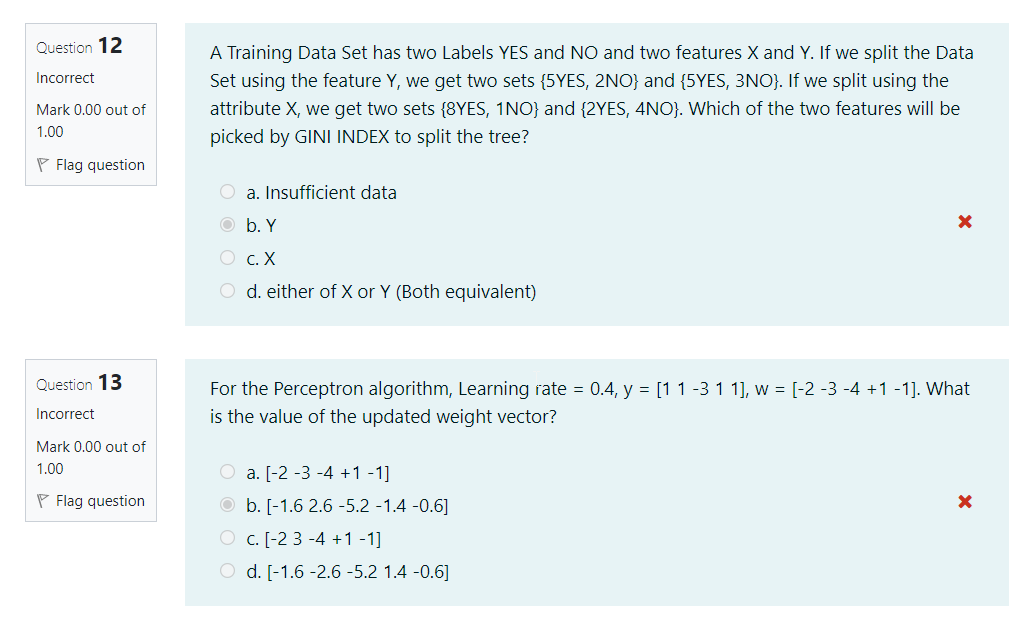 Question 12
Incorrect
Mark 0.00 out of
1.00
Flag question
A Training Data Set has two Labels YES and NO and two features X and Y. If we split the Data
Set using the feature Y, we get two sets {5YES, 2NO} and {5YES, 3NO}. If we split using the
attribute X, we get two sets {8YES, 1NO} and {2YES, 4NO}. Which of the two features will be
picked by GINI INDEX to split the tree?
a. Insufficient data
b. Y
c. X
d. either of X or Y (Both equivalent)
Question 13
Incorrect
Mark 0.00 out of
1.00
Flag question
For the Perceptron algorithm, Learning rate = 0.4, y = [1 1 -3 1 1], w = [-2 -3 -4 +1 -1]. What
is the value of the updated weight vector?
a. [-2 -3 -4 +1 -1]
b. [-1.6 2.6 -5.2 -1.4 -0.6]
c. [-2 3 -4 +1 -1]
d. [-1.6 -2.6 -5.2 1.4 -0.6]